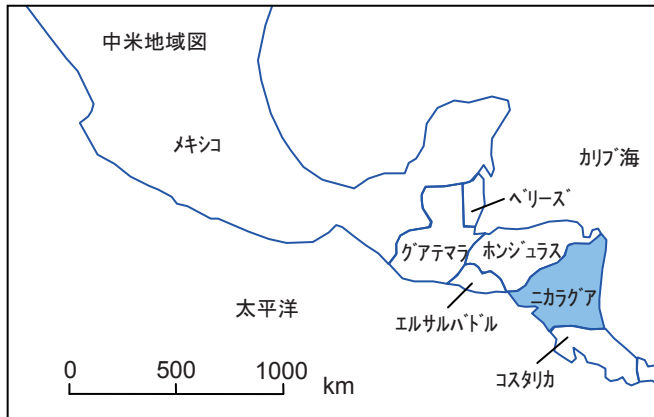 中米地域図
メキシコ
カリブ海
ベリーズ
グアテマラ
ホンジュラス
ニカラグア
エルサルバドル
太平洋
コスタリカ
0 500 1000
km